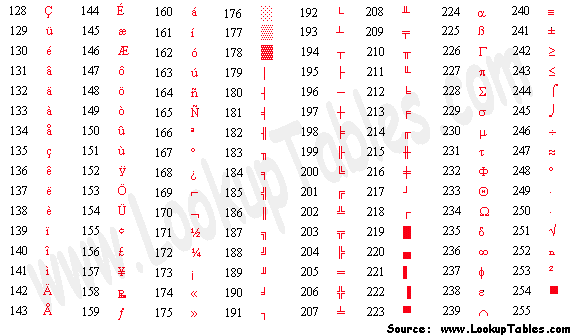 128 Ç 144 É 160 á 176 ░ 192 └ 208 ╨ 224 α 240 ≡
129 ü 145 æ 161 í 177 ▒ 193 ┴ 209 ╤ 225 ß 241 ±
130 é 146 Æ 162 ó 178 ▓ 194 ┬ 210 ╥ 226 Γ 242 ≥
131 â 147 ô 163 ú 179 │ 195 ├ 211 ╙ 227 π 243 ≤
132 ä 148 ö 164 ñ 180 ┤ 196 ─ 212 ╘ 228 Σ 244 ⌠
133 à 149 ò 165 Ñ 181 ╡ 197 ┼ 213 ╒ 229 σ 245 ⌡
134 å 150 û 166 ª 182 ╢ 198 ╞ 214 ╓ 230 µ 246 ÷
135 ç 151 ù 167 º 183 ╖ 199 ╟ 215 ╫ 231 τ 247 ≈
136 ê 152 ÿ 168 ¿ 184 ╕ 200 ╚ 216 ╪ 232 Φ 248 °
137 ë 153 Ö 169 ⌐ 185 ╣ 201 ╔ 217 ┘ 233 Θ 249 ∙
138 è 154 Ü 170 ¬ 186 ║ 202 ╩ 218 ┌ 234 Ω 250 ·
139 ï 155 ¢ 171 ½ 187 ╗ 203 ╦ 219 █ 235 δ 251 √
140 î 156 £ 172 ¼ 188 ╝ 204 ╠ 220 ▄ 236 ∞ 252 ⁿ
141 ì 157 ¥ 173 ¡ 189 ╜ 205 ═ 221 ▌ 237 φ 253 ²
142 Ä 158 ₧ 174 « 190 ╛ 206 ╬ 222 ▐ 238 ε 254 ■
143 Å 159 ƒ 175 » 191 ┐ 207 ╧ 223 ▀ 239 ∩ 255
www.LookupTables.com
Source: www.LookupTables.com